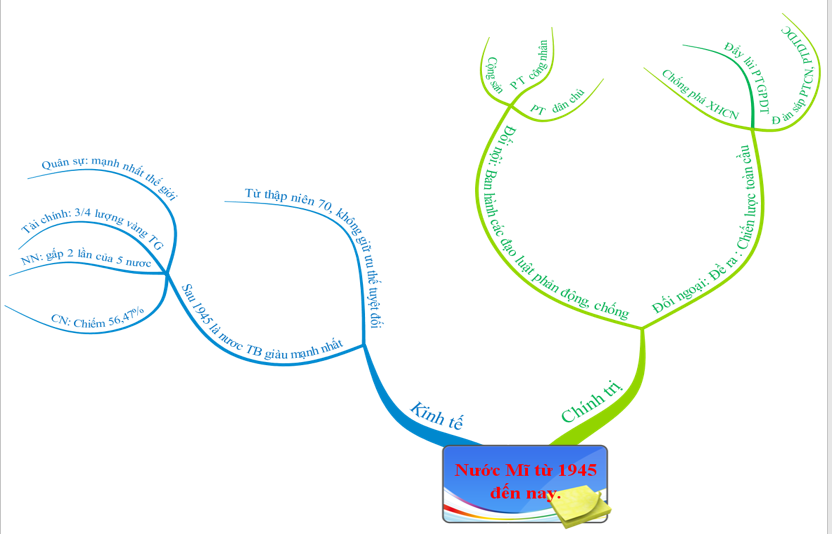 Nước Mĩ từ 1945
đến nay.
Kinh tế
Sau 1945 là nươc TB giàu mạnh nhất
Quân sự: mạnh nhất thế giới
Tài chính: 3/4 lượng vàng TG
NN: gấp 2 lần của 5 nươc
CN: Chiếm 56,47%
Từ thập niên 70, không giữ ưu thế tuyệt đối
Chính trị
Đối nội: Ban hành các đạo luật phản động, chống
Cộng sản
PT công nhân
PT dân chủ
Đối ngoại: Đề ra : Chiến lược toàn cầu
Chống phá XHCN
Đẩy lùi PTGPDT
Đ àn áp PTCN, PTDTDC